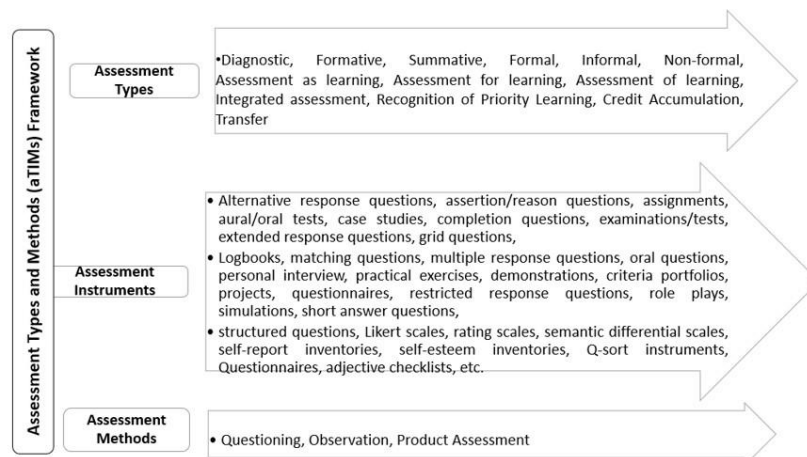 Assessment Types and Methods (aTIMs) Framework
Assessment
Types
•Diagnostic, Formative, Summative, Formal, Informal, Non-formal,
Assessment as learning, Assessment for learning, Assessment of learning,
Integrated assessment, Recognition of Priority Learning, Credit Accumulation,
Transfer
Assessment
Instruments
• Alternative response questions, assertion/reason questions, assignments,
aural/oral tests, case studies, completion questions, examinations/tests,
extended response questions, grid questions,
• Logbooks, matching questions, multiple response questions, oral questions,
personal interview, practical exercises, demonstrations, criteria portfolios,
projects, questionnaires, restricted response questions, role plays,
simulations, short answer questions,
• structured questions, Likert scales, rating scales, semantic differential scales,
self-report inventories, self-esteem inventories, Q-sort instruments,
Questionnaires, adjective checklists, etc.
Assessment
Methods
• Questioning, Observation, Product Assessment